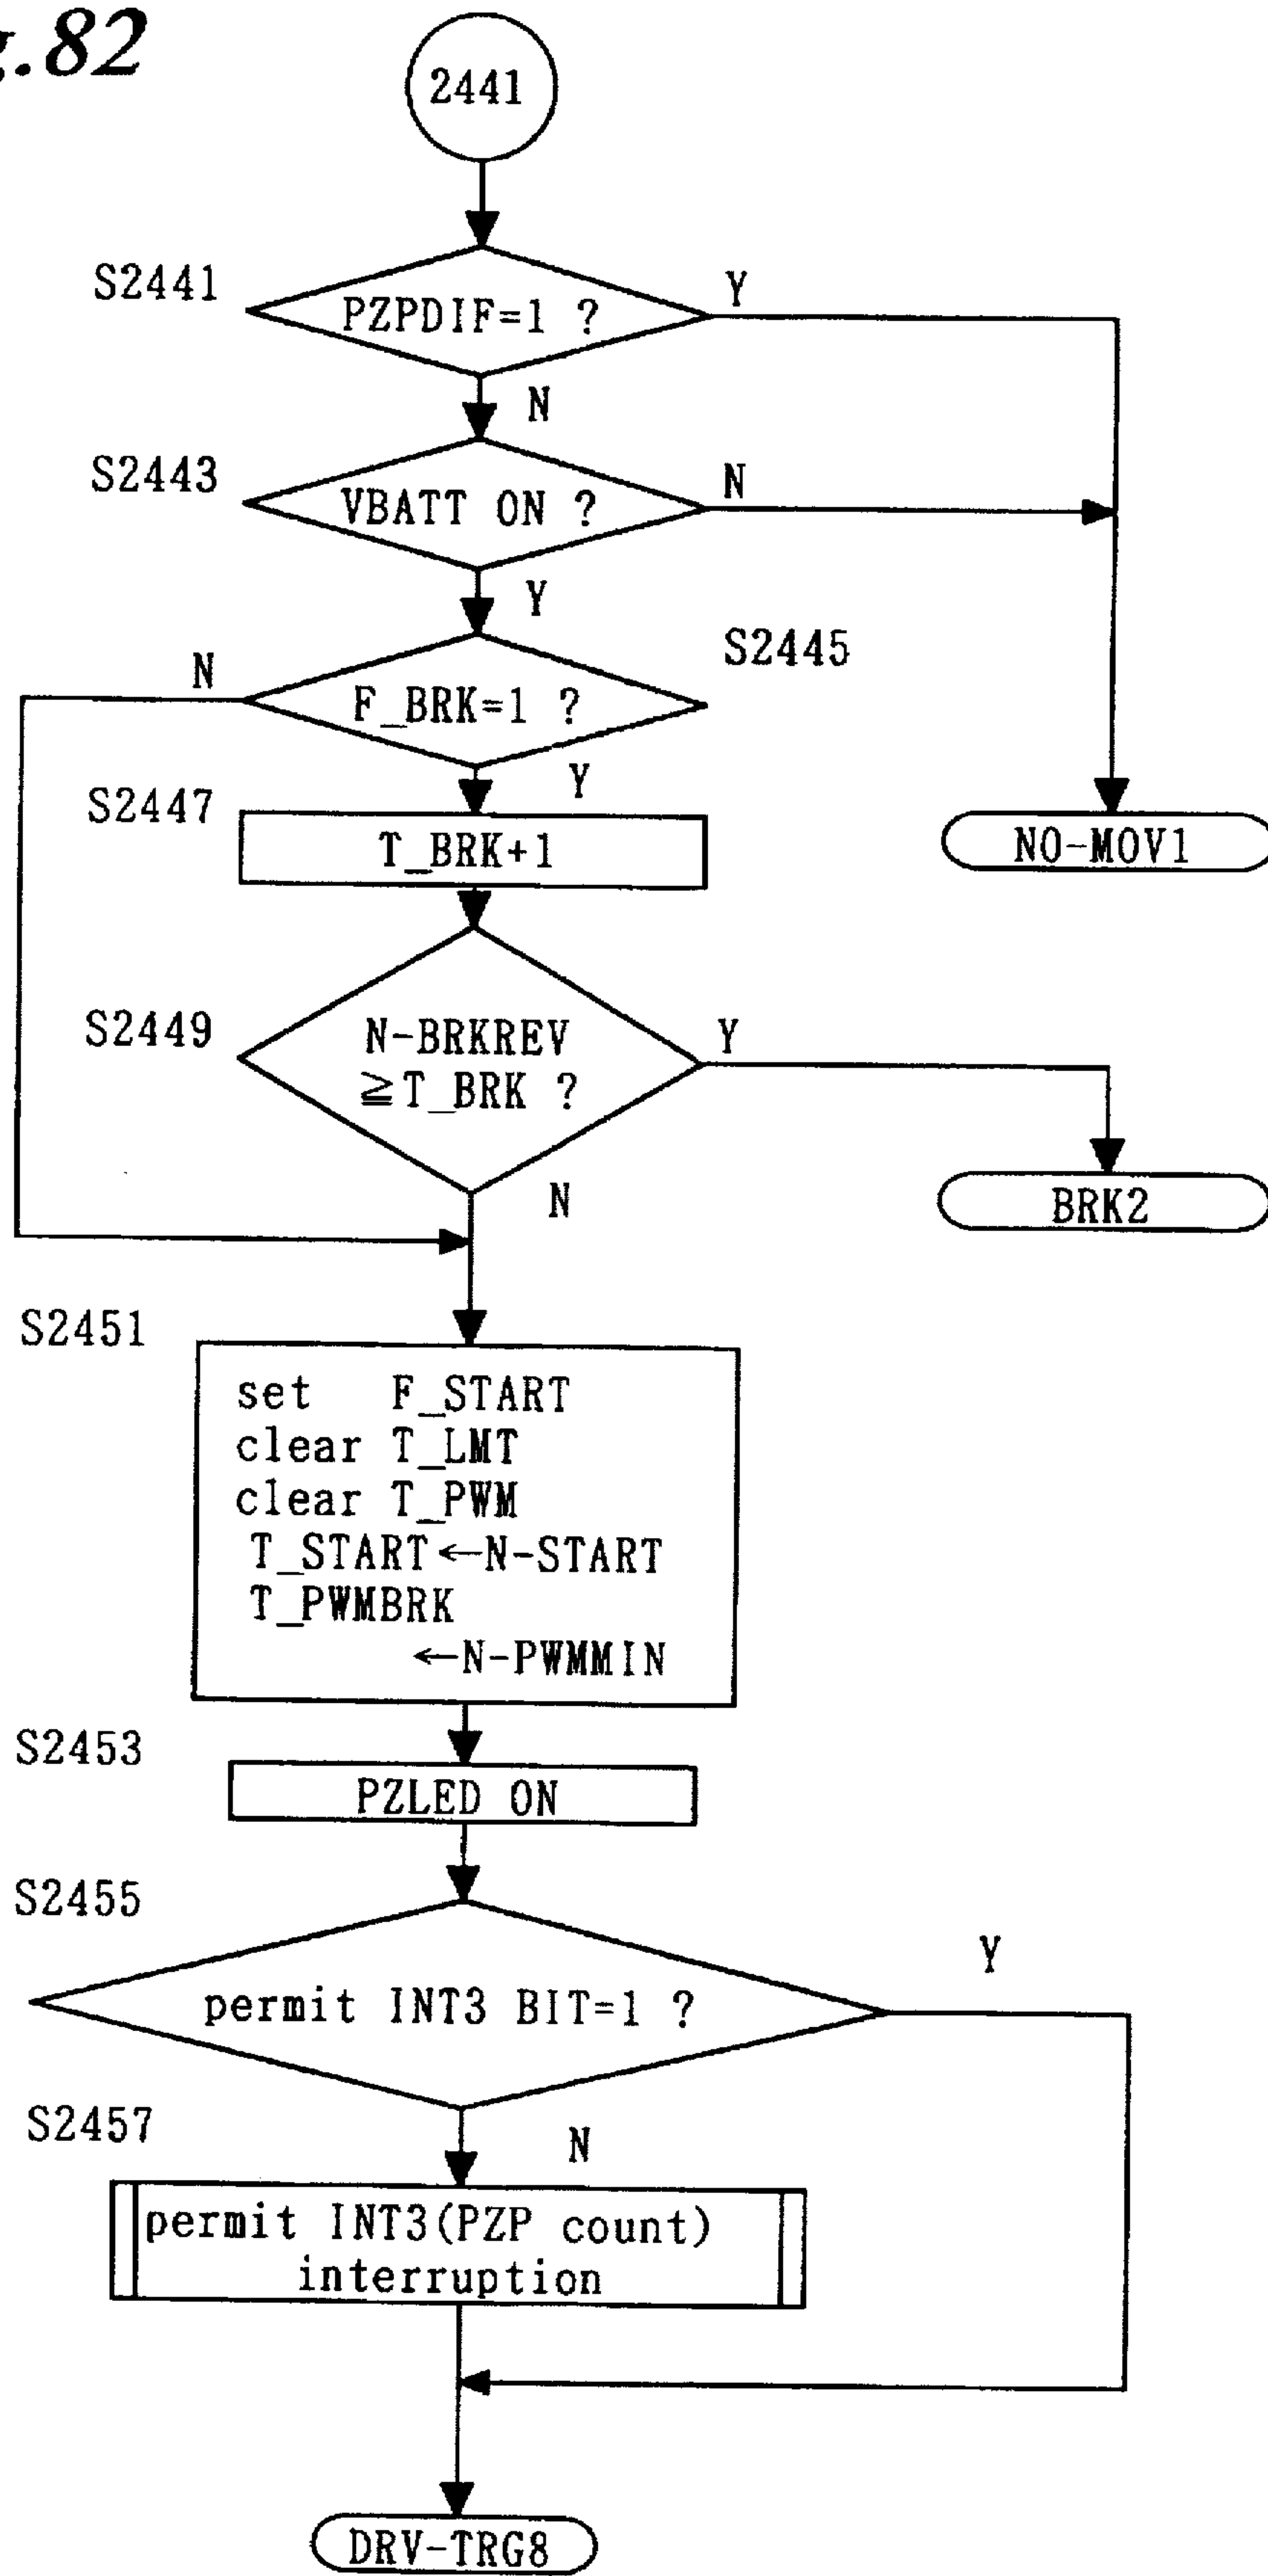 g.82
2441
S2441
PZPDIF=1 ?
Y
N
S2443
VBATT ON ?
N
Y
S2445
F_BRK=1 ?
N
Y
S2447
T_BRK+1
NO-MOV1
S2449
N-BRKREV
≧T_BRK ?
Y
N
BRK2
S2451
set F_START
clear T_LMT
clear T_PWM
T_START←N-START
T_PWMBRK
←N-PWMMIN
S2453
PZLED ON
S2455
permit INT3 BIT=1 ?
Y
N
S2457
permit INT3(PZP count)
interruption
DRV-TRG8